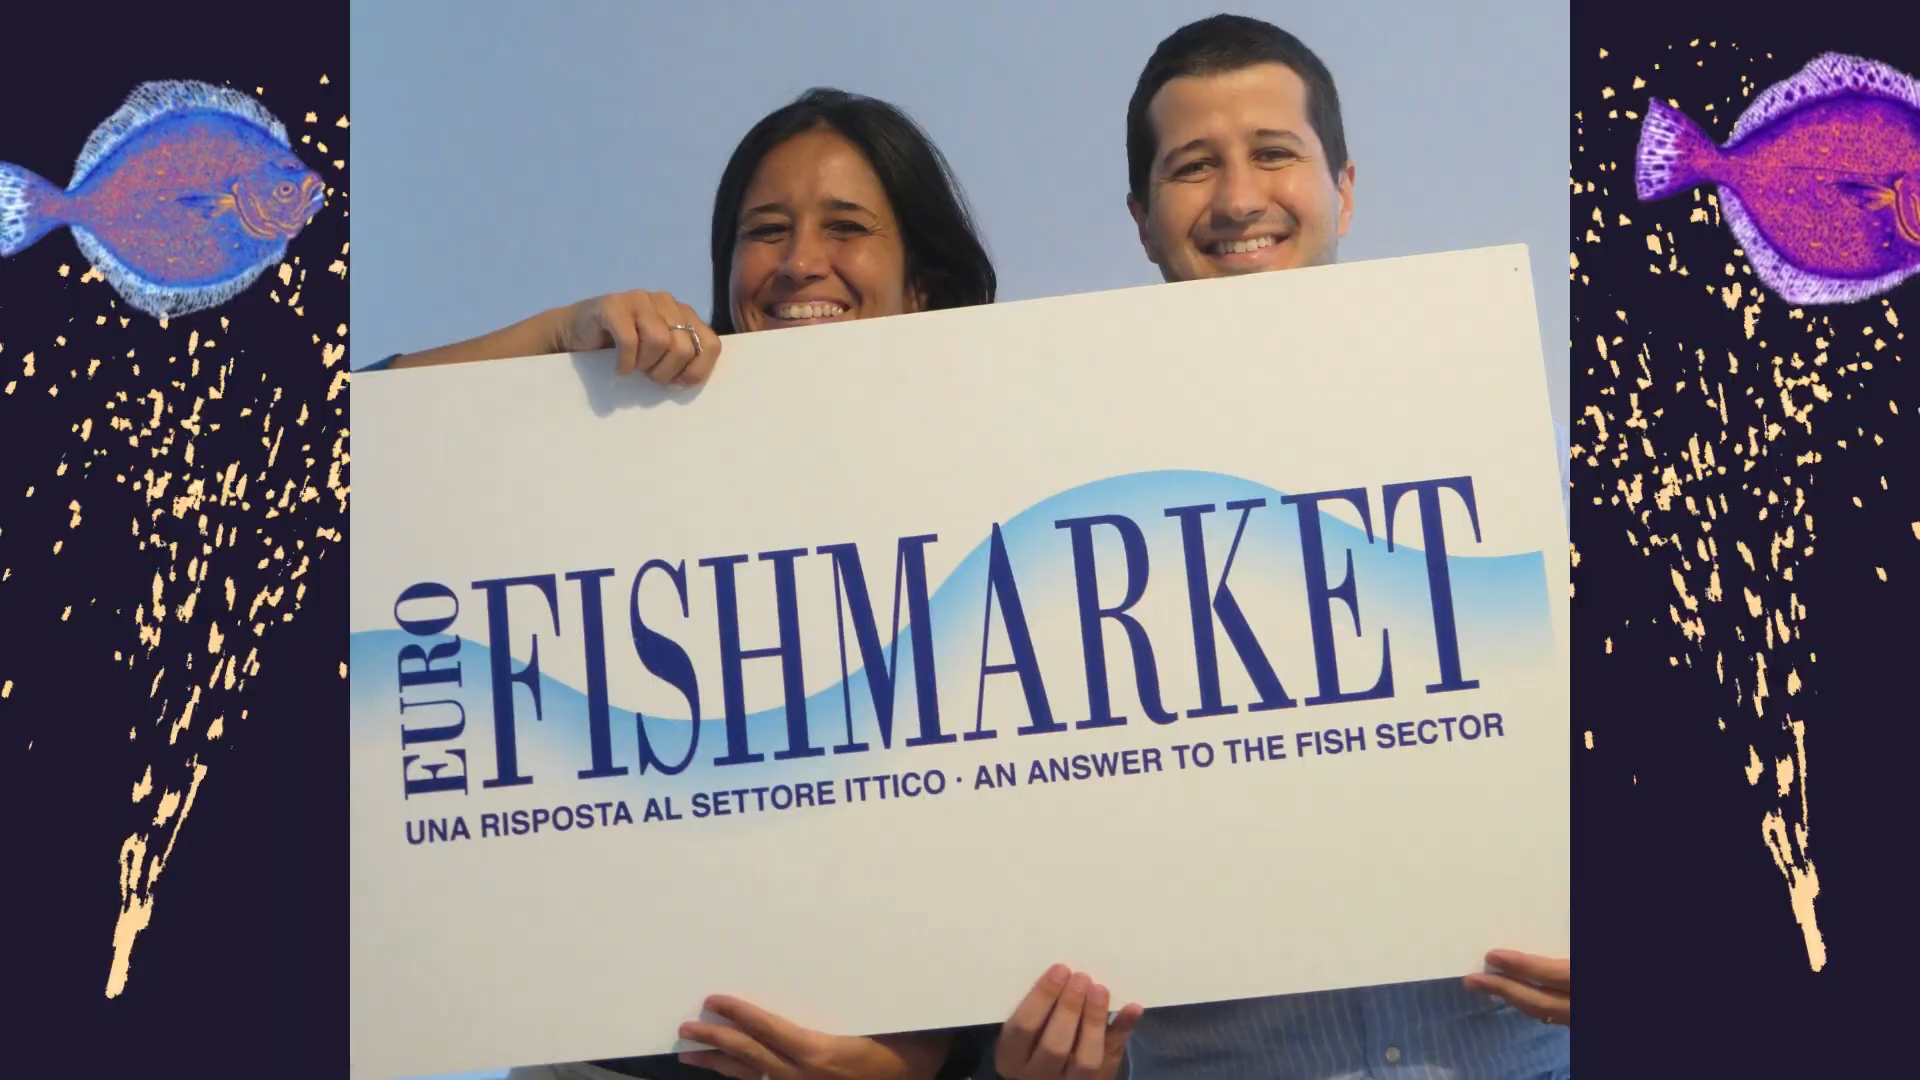 EURO
FISHMARKET
UNA RISPOSTA AL SETTORE ITTICO · AN ANSWER TO THE FISH SECTOR